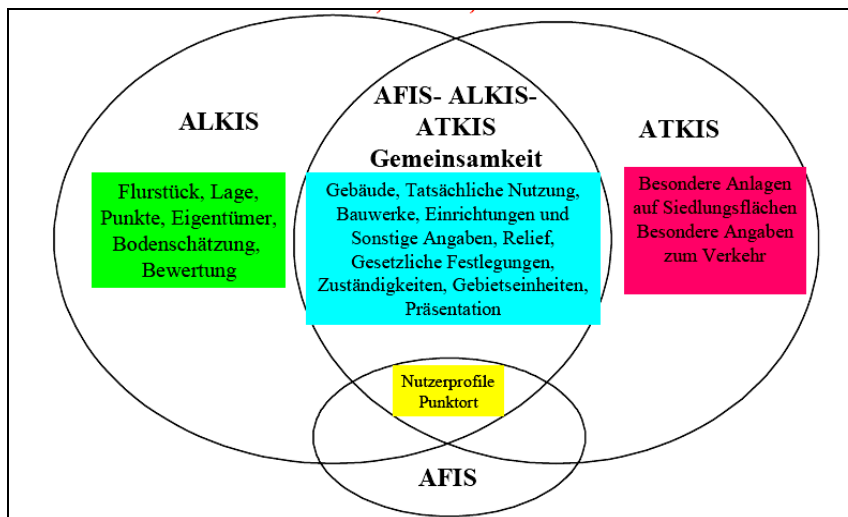 ALKIS
Flurstück, Lage,
Punkte, Eigentümer,
Bodenschätzung,
Bewertung
AFIS- ALKIS-
ATKIS
Gemeinsamkeit
Gebäude, Tatsächliche Nutzung,
Bauwerke, Einrichtungen und
Sonstige Angaben, Relief,
Gesetzliche Festlegungen,
Zuständigkeiten, Gebietseinheiten,
Präsentation
ATKIS
Besondere Anlagen
auf Siedlungsflächen
Besondere Angaben
zum Verkehr
Nutzerprofile
Punktort
AFIS